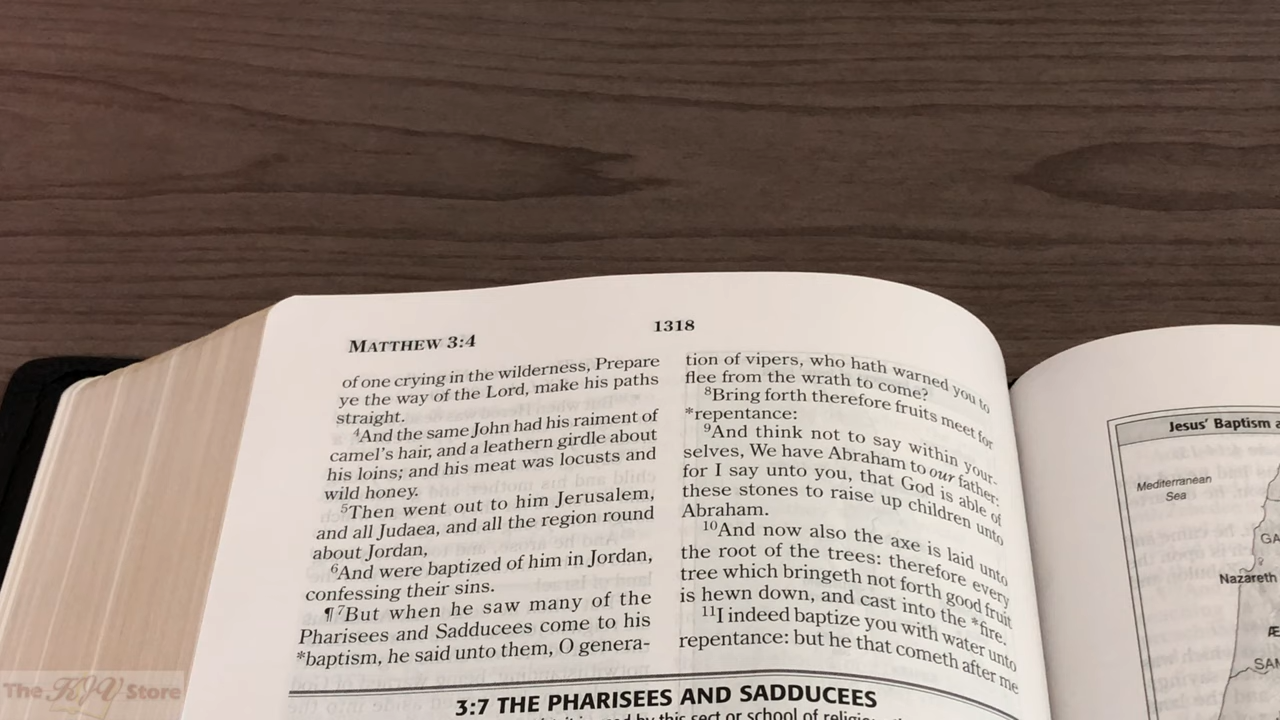 MATTHEW 3:4
1318
of one crying in the wilderness, Prepare
ye the way of the Lord, make his paths
straight.
4And the same John had his raiment of
camel's hair, and a leathern girdle about
his loins; and his meat was locusts and
wild honey.
5Then went out to him Jerusalem,
and all Judaea, and all the region round
about Jordan,
6And were baptized of him in Jordan,
confessing their sins.
¶ 7But when he saw many of the
Pharisees and Sadducees come to his
*baptism, he said unto them, O genera-
tion of vipers, who hath warned you to
flee from the wrath to come?
8Bring forth therefore fruits meet for
*repentance:
9And think not to say within your-
selves, We have Abraham to our father:
for I say unto you, that God is able of
these stones to raise up children unto
Abraham.
10And now also the axe is laid unto
the root of the trees: therefore every
tree which bringeth not forth good fruit
is hewn down, and cast into the *fire.
11I indeed baptize you with water unto
repentance: but he that cometh after me
3:7 THE PHARISEES AND SADDUCEES
by this sect or school of
Jesus' Baptism
Mediterranean
Sea
GA
Nazareth
SAM
The KJV Store